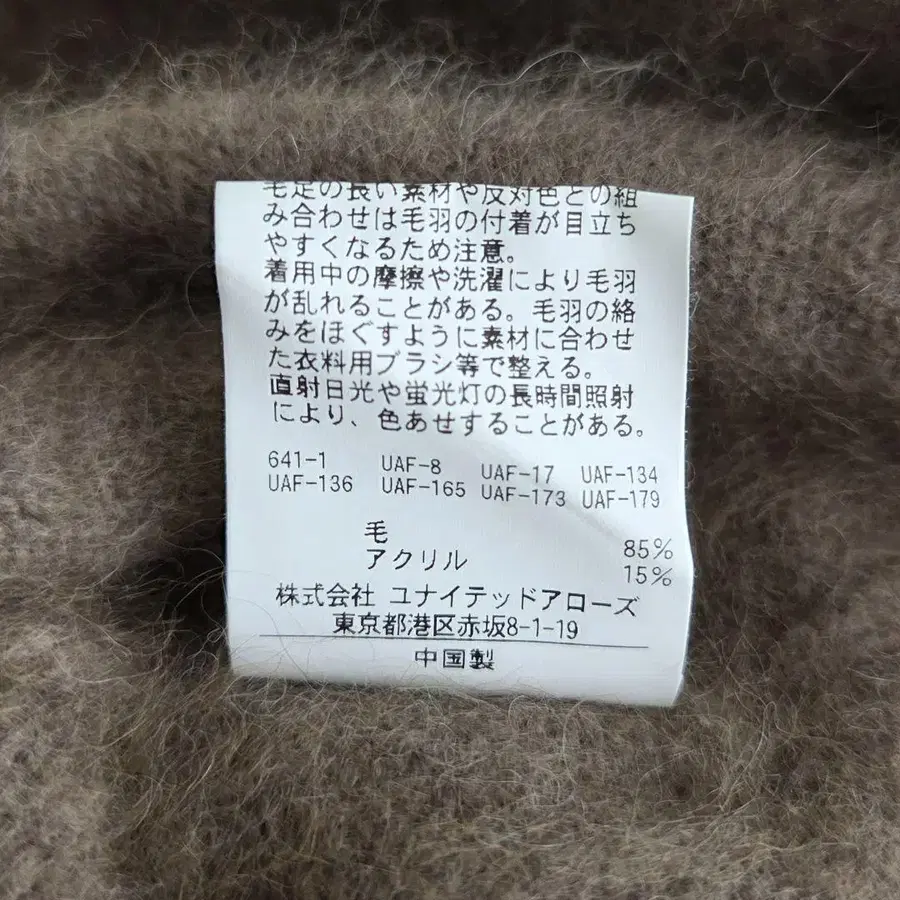 毛足の長い素材や反対色との組
み合わせは毛羽の付着が目立ち
やすくなるため注意。
着用中の摩擦や洗濯により毛羽
が乱れることがある。毛羽の絡
みをほぐすように素材に合わせ
た衣料用ブラシ等で整える。
直射日光や蛍光灯の長時間照射
により、色あせすることがある。
641-1 UAF-8 UAF-17 UAF-134
UAF-136 UAF-165 UAF-173 UAF-179
毛 85%
アクリル 15%
株式会社 ユナイテッドアローズ
東京都港区赤坂8-1-19
中国製